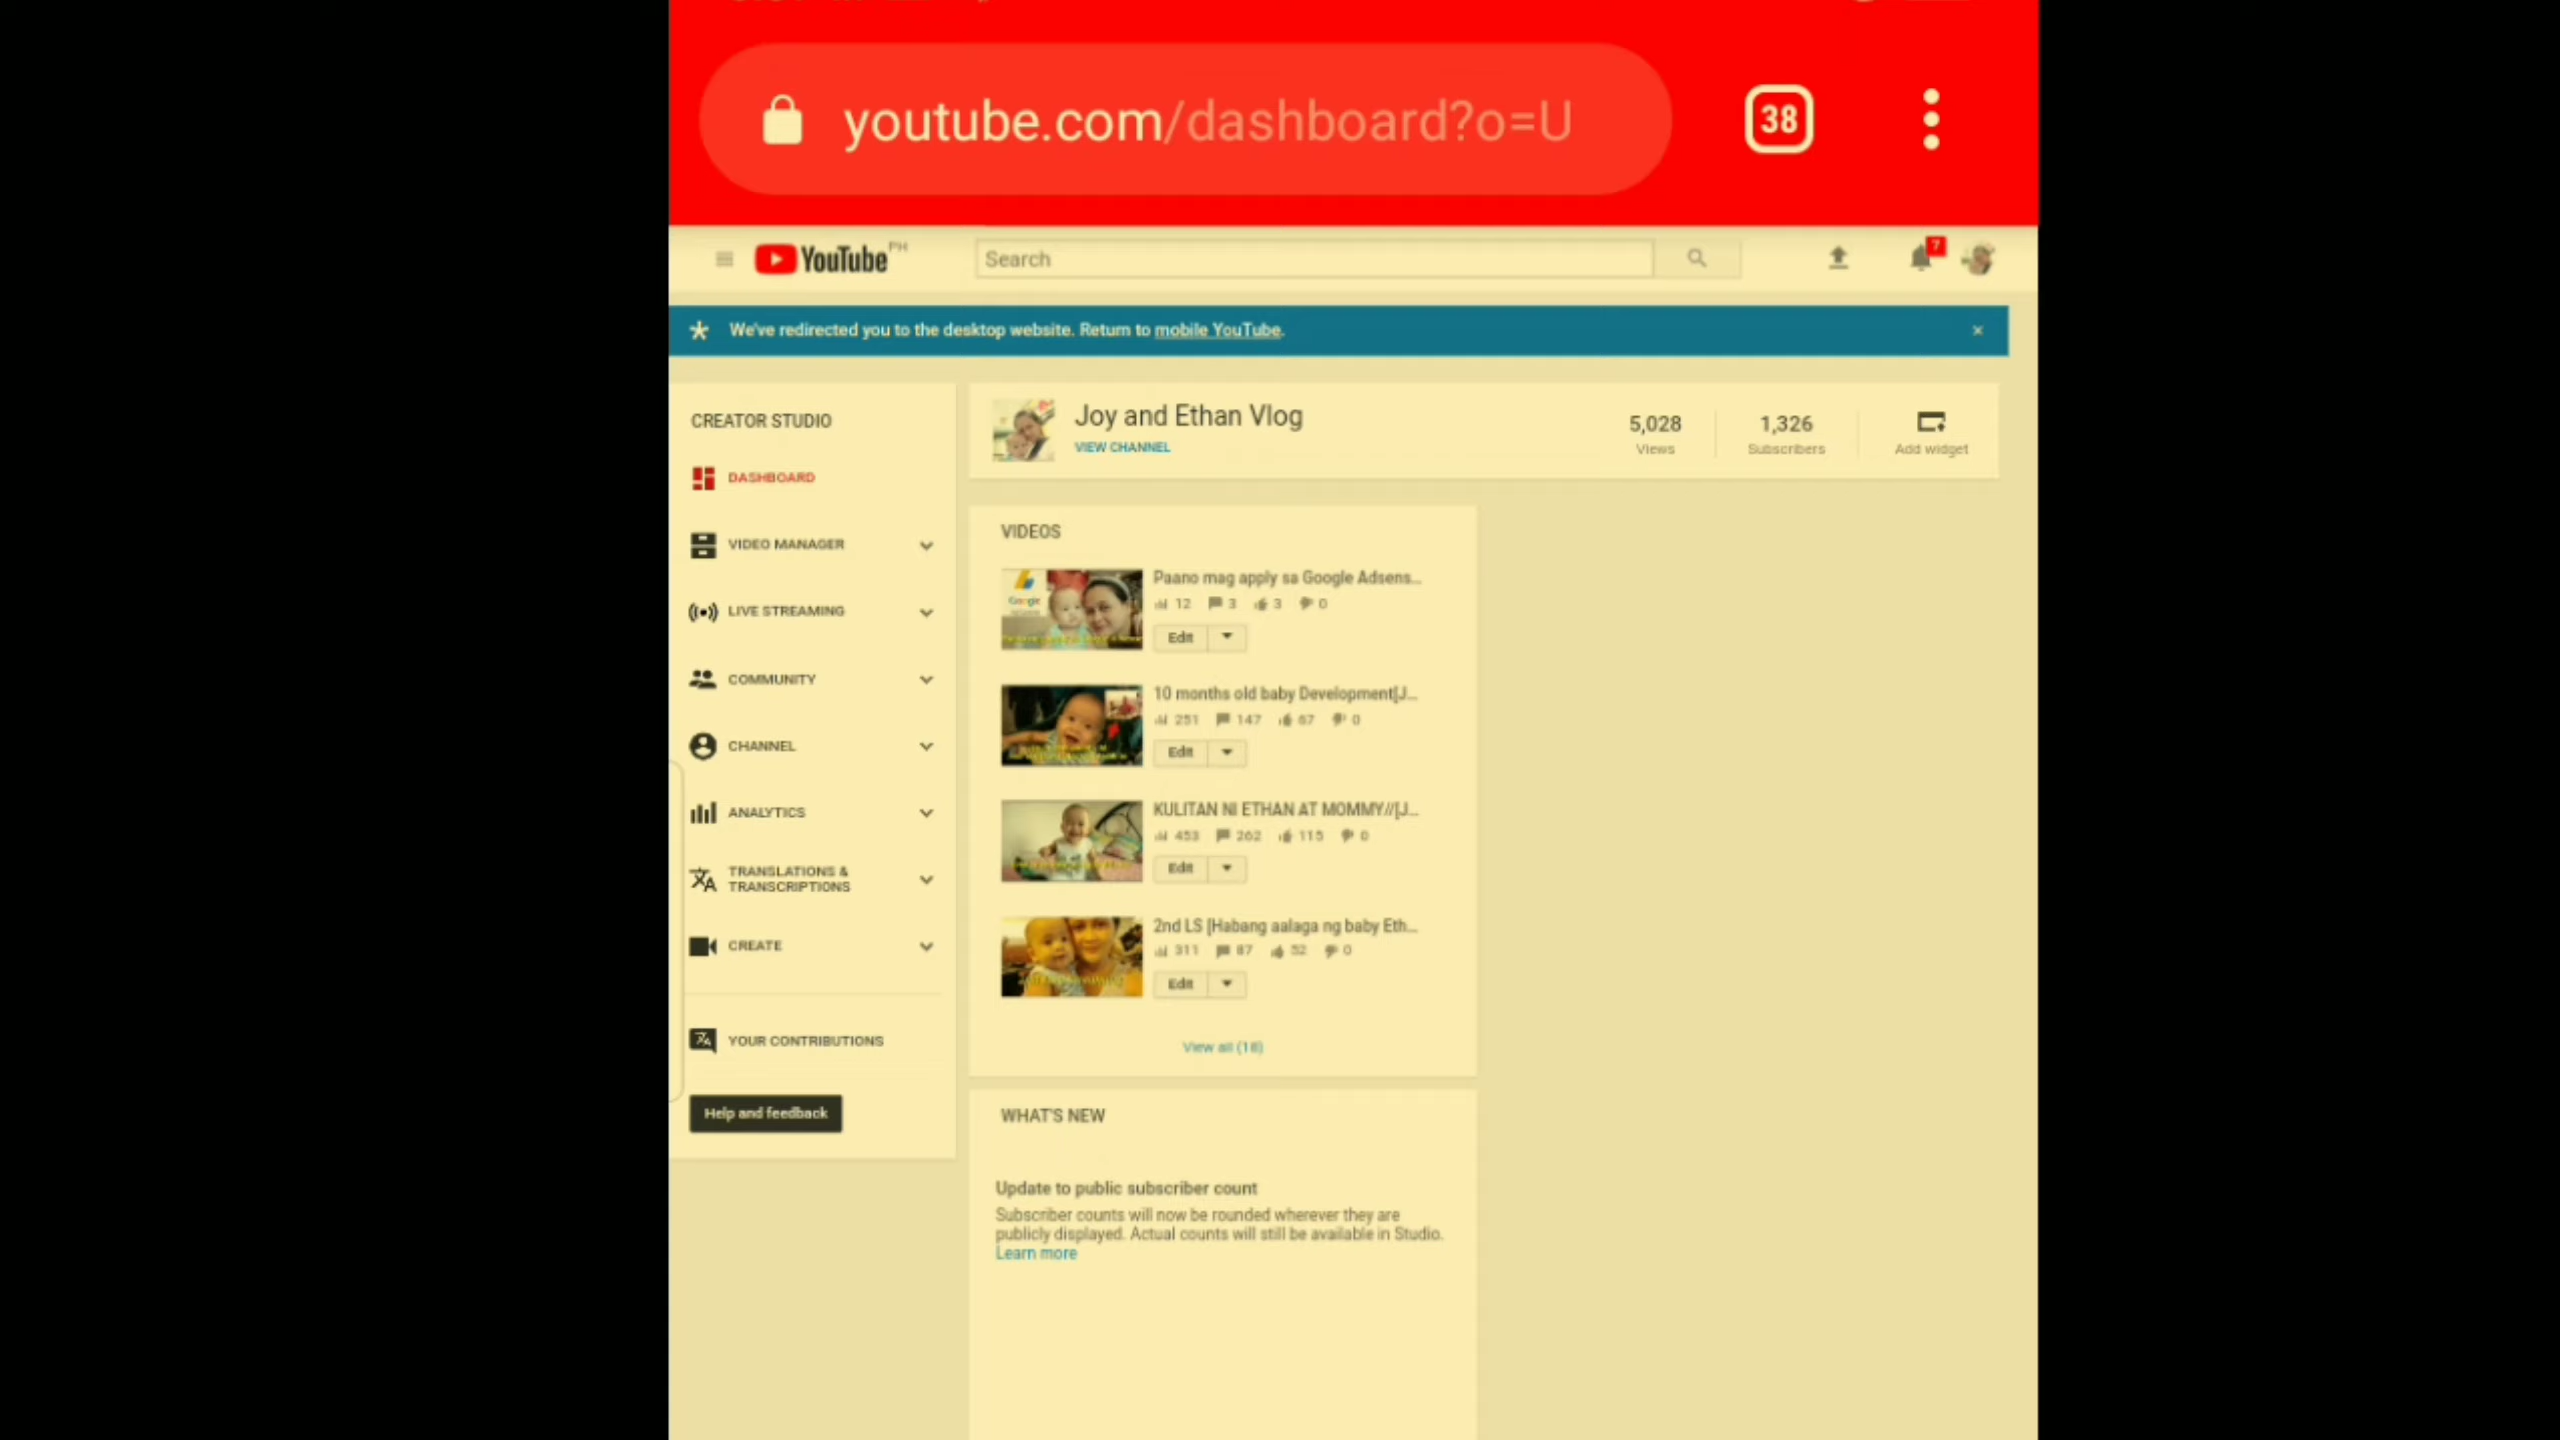 youtube.com/dashboard?o=U
38
YouTube PH
Search
7
We've redirected you to the desktop website. Return to mobile YouTube.
CREATOR STUDIO
DASHBOARD
VIDEO MANAGER
LIVE STREAMING
COMMUNITY
CHANNEL
ANALYTICS
TRANSLATIONS &
TRANSCRIPTIONS
CREATE
YOUR CONTRIBUTIONS
Help and feedback
Joy and Ethan Vlog
VIEW CHANNEL
5,028
Views
1,326
Subscribers
Add widget
VIDEOS
Google
Paano mag apply sa Google Adsens...
12 3 3 0
Edit
10 months old baby Development[J...
251 147 67 0
Edit
KULITAN NI ETHAN AT MOMMY//[J...
453 262 115 0
Edit
2nd LS [Habang aalaga ng baby Eth...
311 87 52 0
Edit
View all (18)
WHAT'S NEW
Update to public subscriber count
Subscriber counts will now be rounded wherever they are
publicly displayed. Actual counts will still be available in Studio.
Learn more